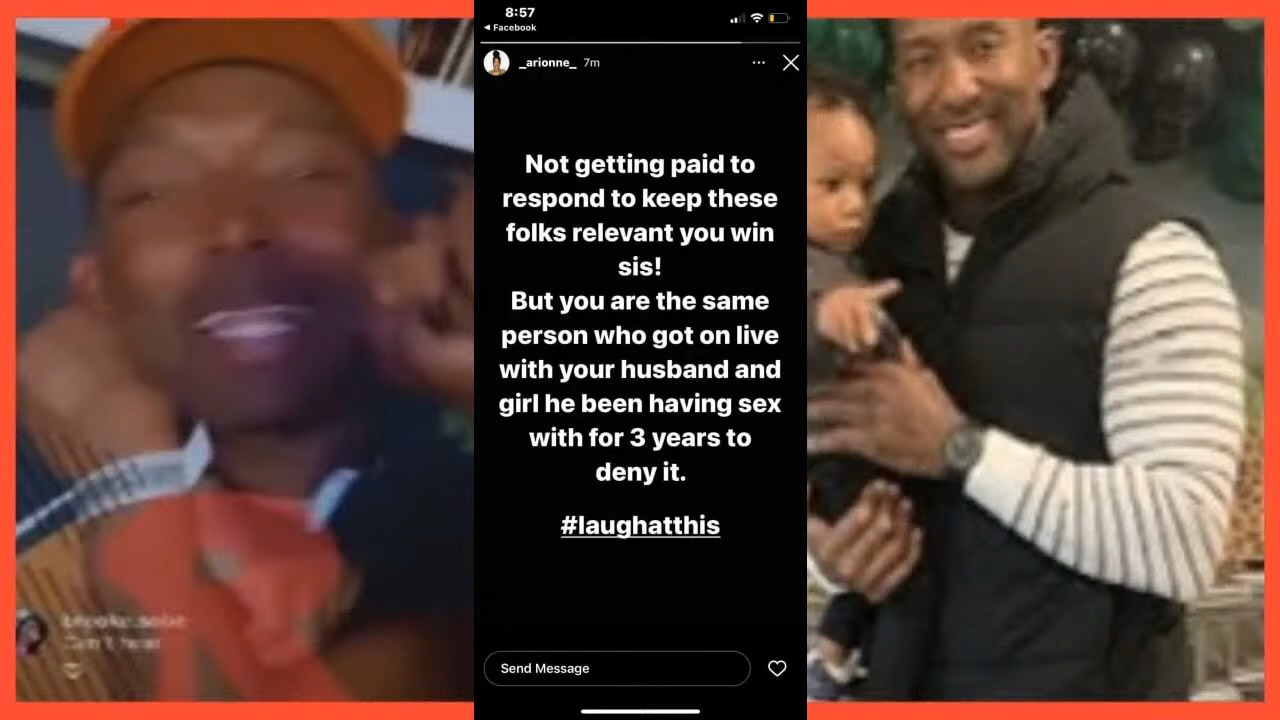 8:57
Facebook
_arionne_ 7m
Not getting paid to
respond to keep these
folks relevant you win
sis!
But you are the same
person who got on live
with your husband and
girl he been having sex
with for 3 years to
deny it.
#laughatthis
Send Message